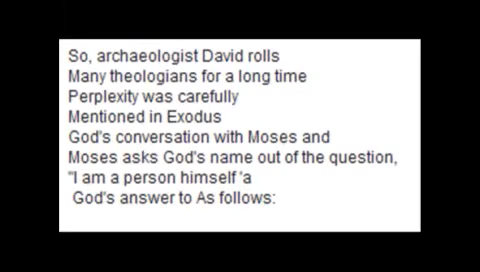 So, archaeologist David rolls
Many theologians for a long time
Perplexity was carefully
Mentioned in Exodus
God's conversation with Moses and
Moses asks God's name out of the question,
"I am a person himself 'a
God's answer to As follows: